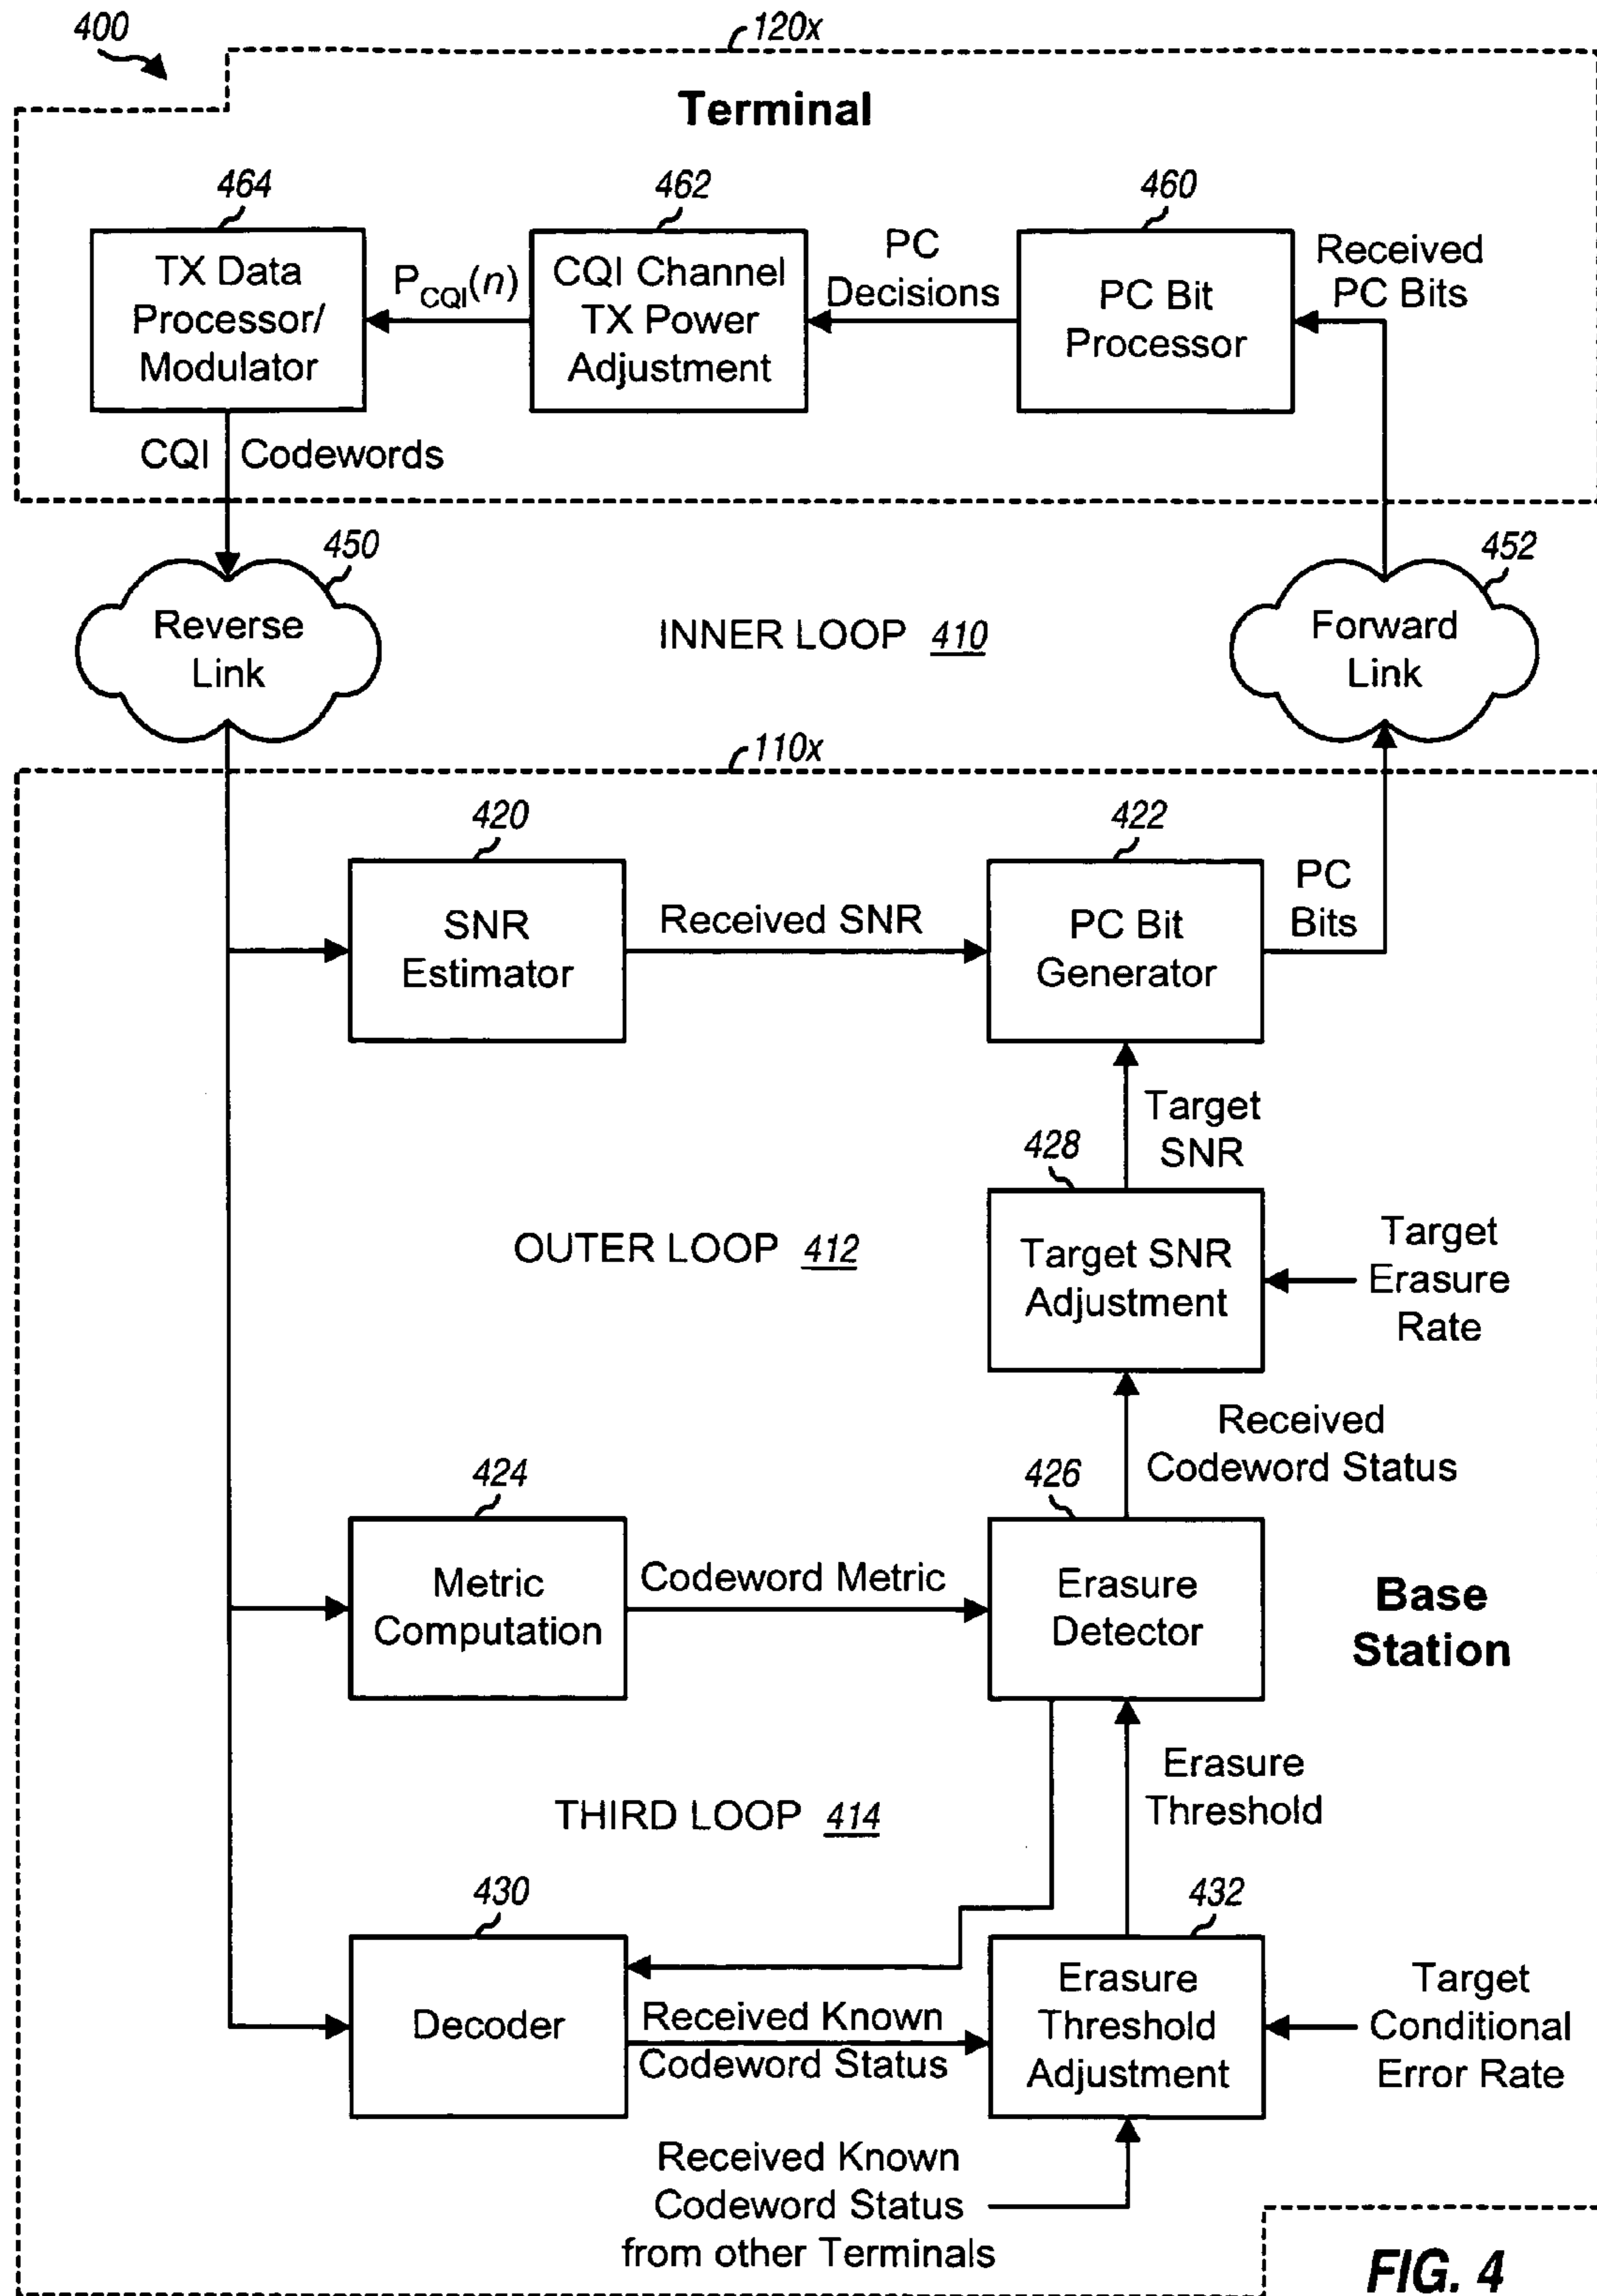 400
120x
Terminal
464
462
460
TX Data
Processor/
Modulator
P_CQI(n)
CQI Channel
TX Power
Adjustment
PC
Decisions
PC Bit
Processor
Received
PC Bits
CQI Codewords
450
452
Reverse
Link
INNER LOOP 410
Forward
Link
110x
420
422
SNR
Estimator
Received SNR
PC Bit
Generator
PC
Bits
Target
SNR
428
OUTER LOOP 412
Target SNR
Adjustment
Target
Erasure
Rate
Received
Codeword Status
424
426
Metric
Computation
Codeword Metric
Erasure
Detector
Base
Station
Erasure
Threshold
THIRD LOOP 414
430
432
Decoder
Received Known
Codeword Status
Erasure
Threshold
Adjustment
Target
Conditional
Error Rate
Received Known
Codeword Status
from other Terminals
FIG. 4